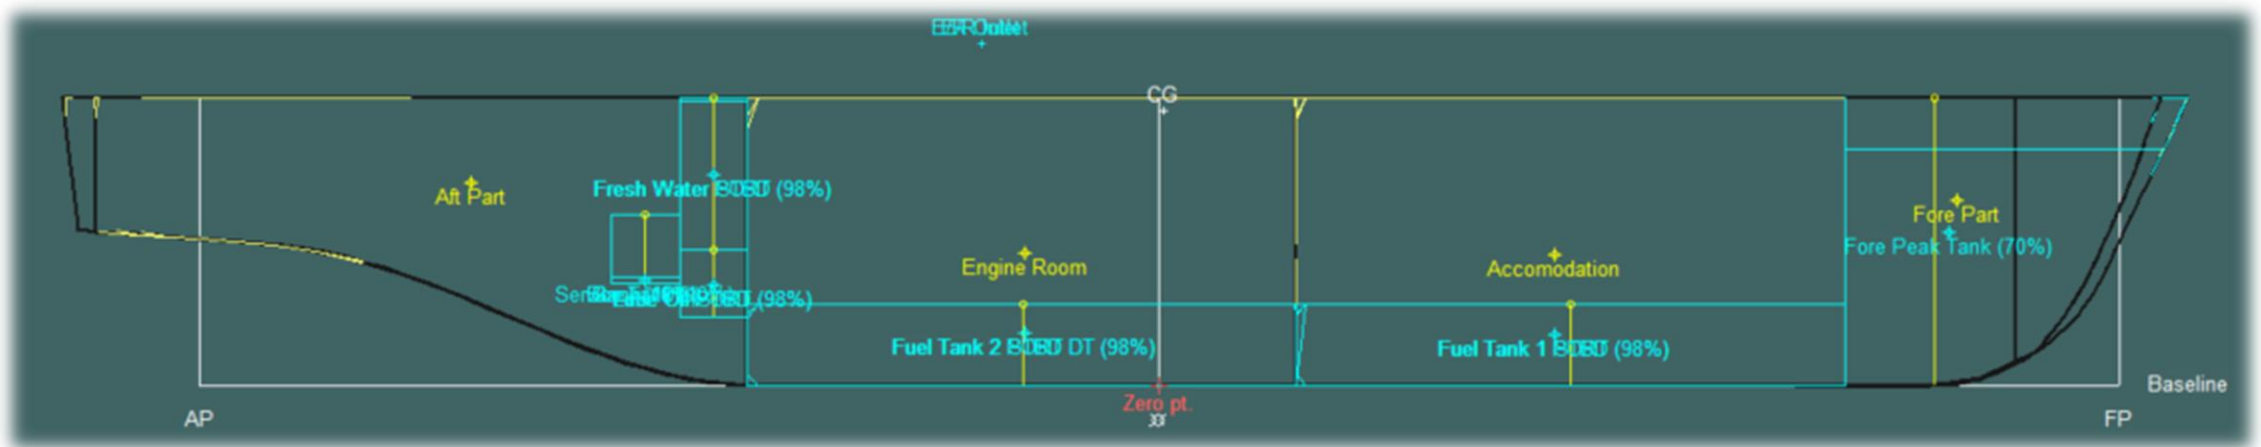 Outlet
CG
Aft Part
Fresh Water (98%)
Fore Part
Fore Peak Tank (70%)
Engine Room
Accomodation
(98%)
Fuel Tank 2 DT (98%)
Fuel Tank 1 (98%)
Baseline
Zero pt.
AP
FP